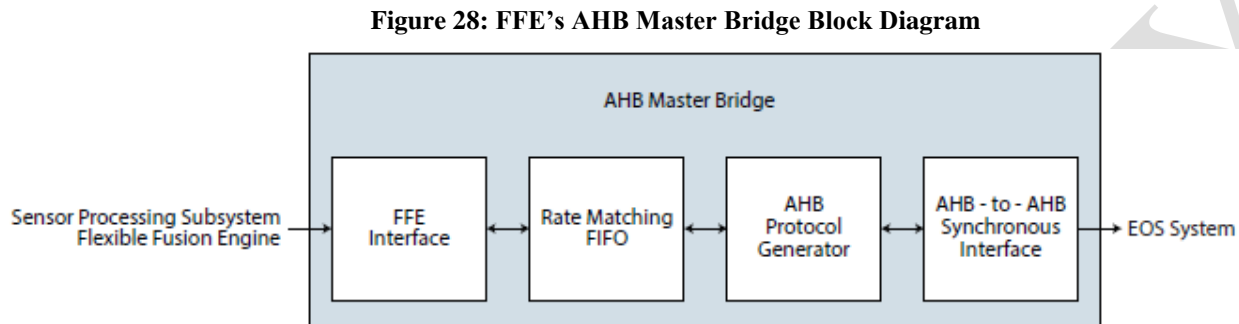 Figure 28: FFE’s AHB Master Bridge Block Diagram
AHB Master Bridge
Sensor Processing Subsystem
Flexible Fusion Engine
FFE
Interface
Rate Matching
FIFO
AHB
Protocol
Generator
AHB - to - AHB
Synchronous
Interface
EOS System